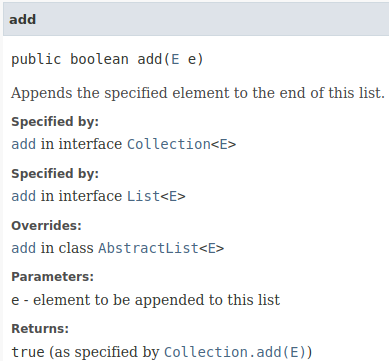 add
public boolean add(E e)
Appends the specified element to the end of this list.
Specified by:
add in interface Collection<E>
Specified by:
add in interface List<E>
Overrides:
add in class AbstractList<E>
Parameters:
e - element to be appended to this list
Returns:
true (as specified by Collection.add(E))